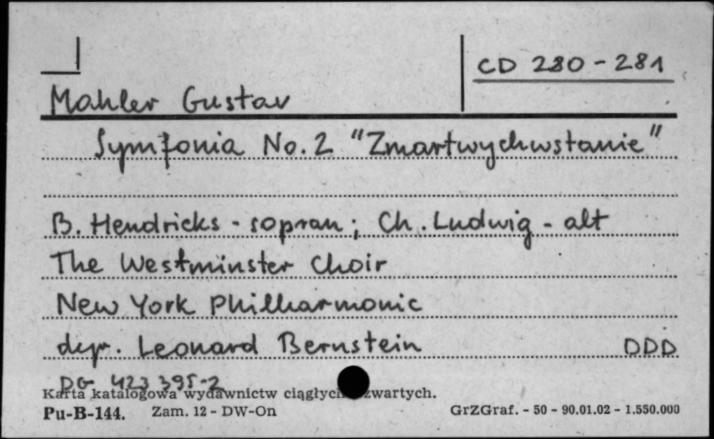 CD 280-281
Mahler Gustav
Symfonia No. 2 "Zmartwychwstanie"
B. Hendricks - sopran; Ch. Ludwig - alt
The Westminster Choir
New York Philharmonic
dyr. Leonard Bernstein DDD
DG 423 395-2
Karta katalogowa wydawnictw ciągłych zwartych.
Pu-B-144. Zam. 12 - DW-On GrZGraf. - 50 - 90.01.02 - 1.550.000